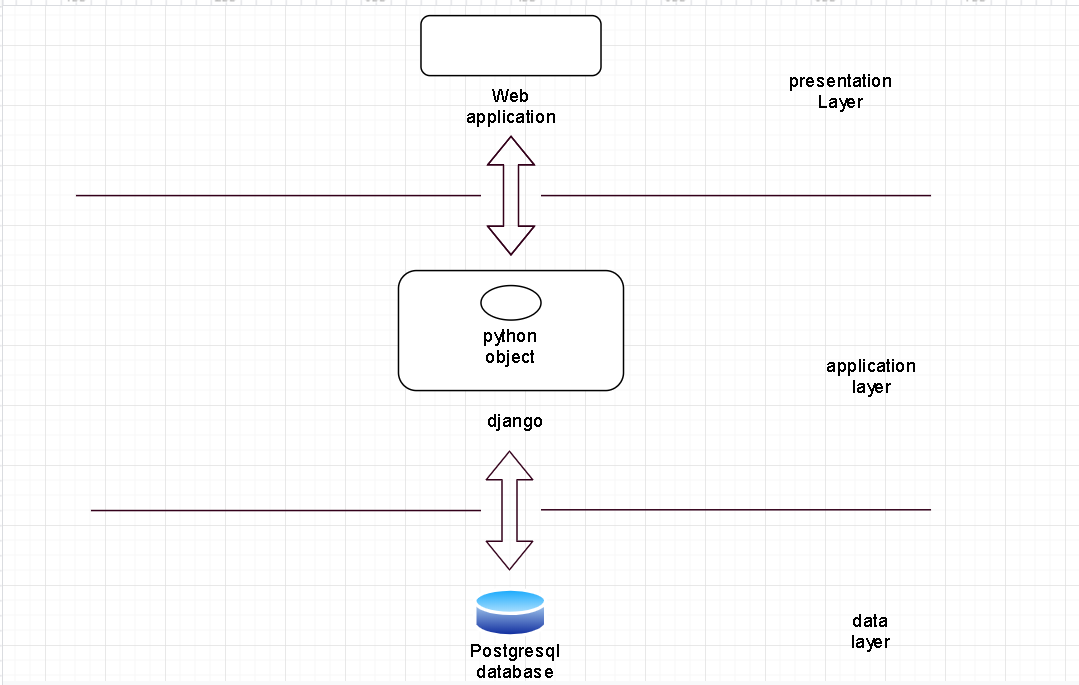 Web
application
presentation
Layer
python
object
application
layer
django
Postgresql
database
data
layer